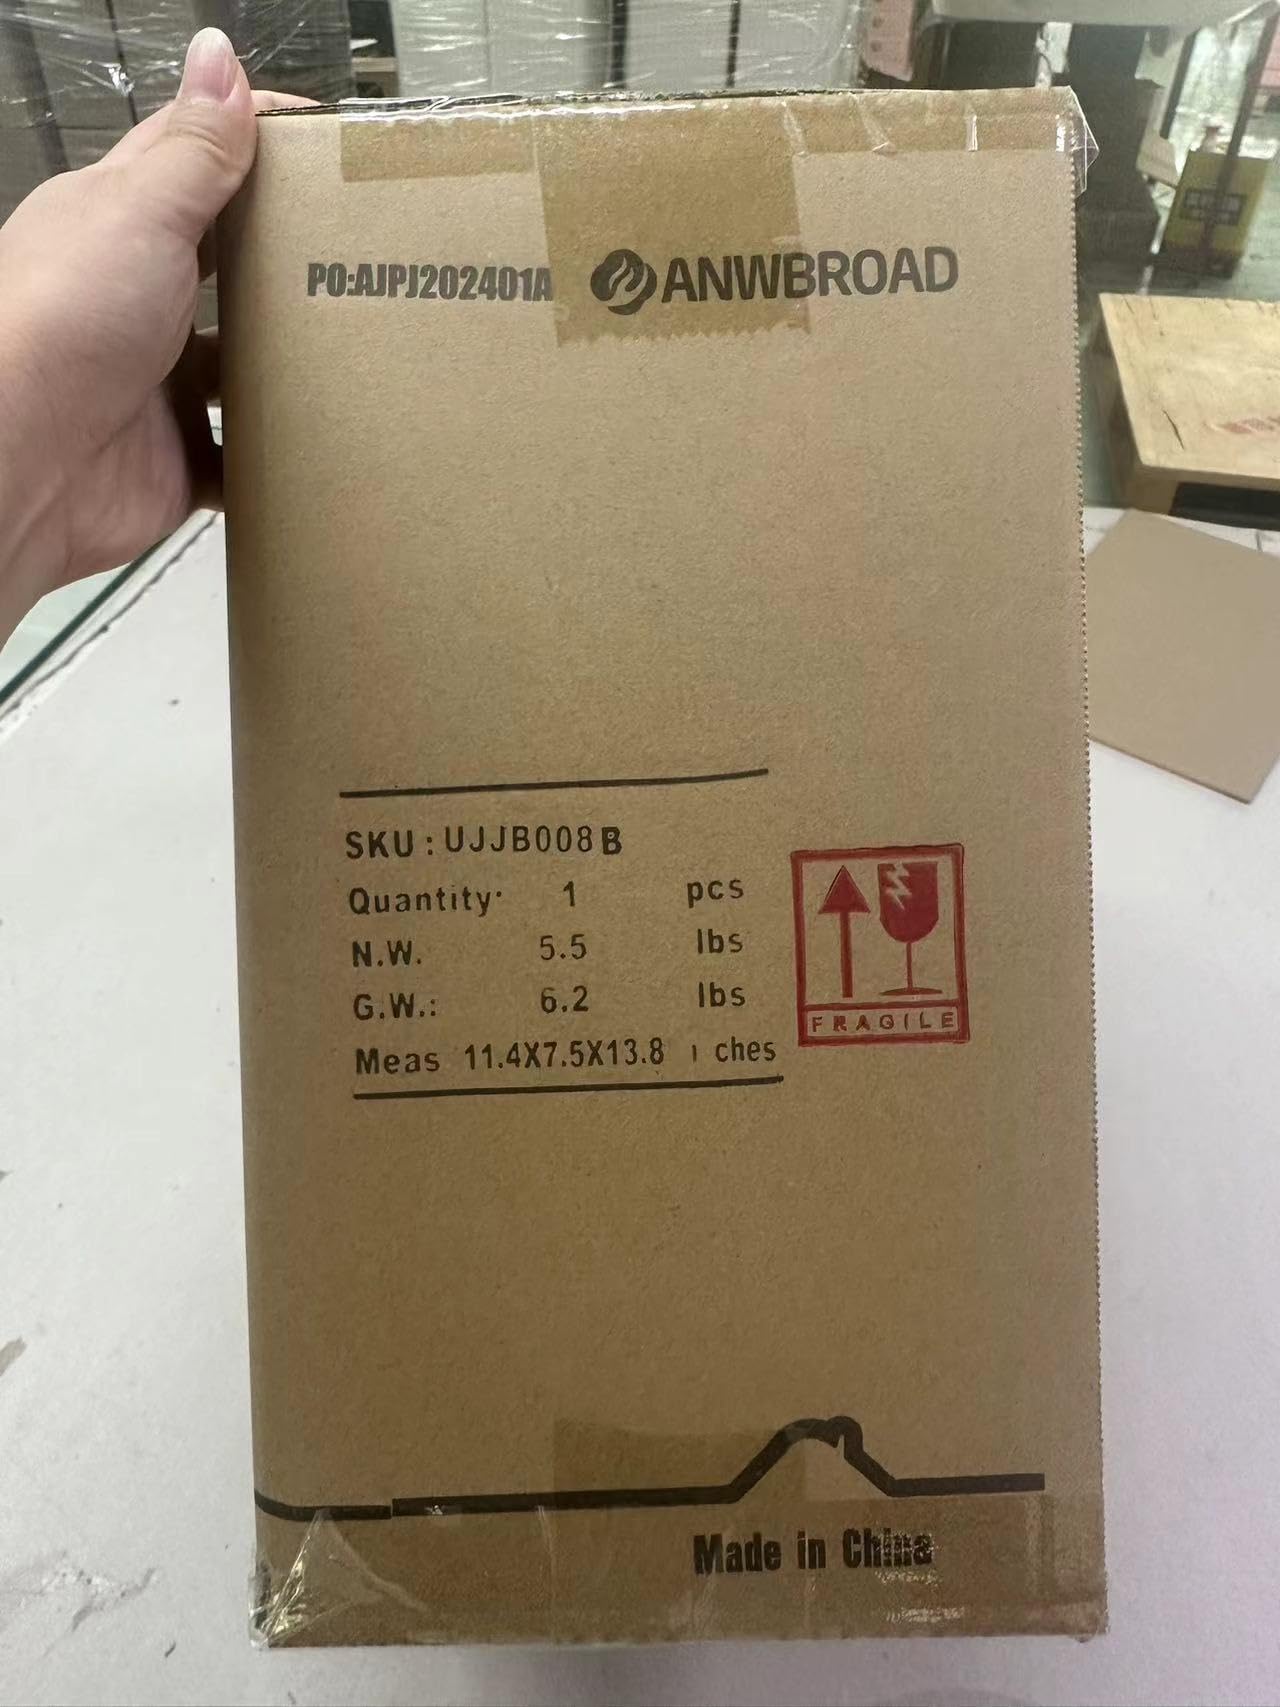 PO:AJPJ202401A ANWBROAD
SKU : UJJB008B
Quantity· 1 pcs
N.W. 5.5 lbs
G.W.: 6.2 lbs
Meas 11.4X7.5X13.8 ı ches
FRAGILE
Made in China